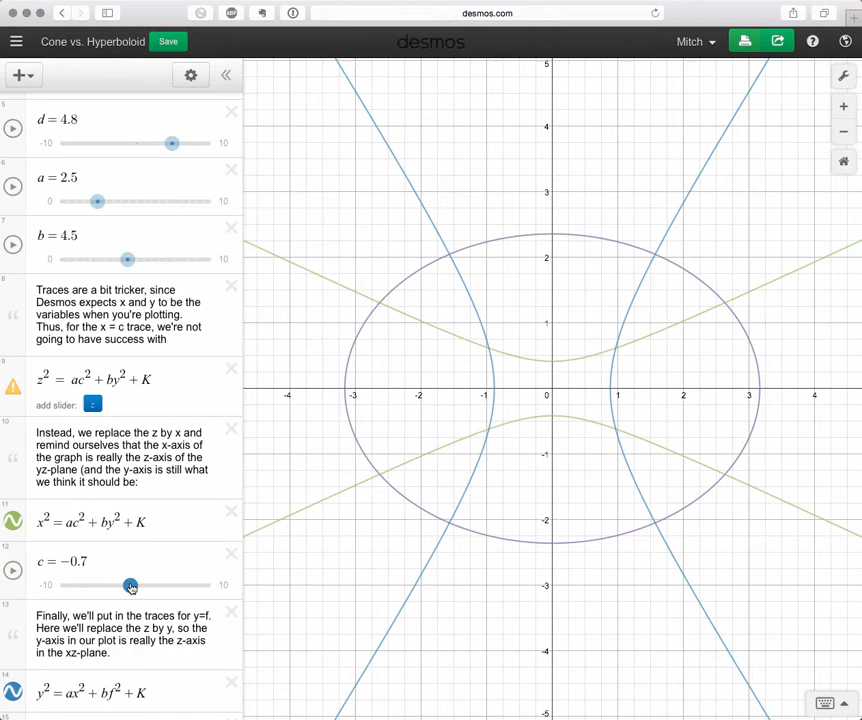 desmos.com
Cone vs. Hyperboloid Save desmos Mitch
5
d = 4.8
-10 10
6
a = 2.5
0 10
7
b = 4.5
0 10
8
Traces are a bit tricker, since
Desmos expects x and y to be the
variables when you're plotting.
Thus, for the x = c trace, we're not
going to have success with
9
z² = ac² + by² + K
add slider: z
10
Instead, we replace the z by x and
remind ourselves that the x-axis of
the graph is really the z-axis of the
yz-plane (and the y-axis is still what
we think it should be:
11
x² = ac² + by² + K
12
c = −0.7
-10 10
13
Finally, we'll put in the traces for y=f.
Here we'll replace the z by y, so the
y-axis in our plot is really the z-axis
in the xz-plane.
14
y² = ax² + bf² + K
15
5
4
3
2
1
-4 -3 -2 -1 0 1 2 3 4
-1
-2
-3
-4
-5